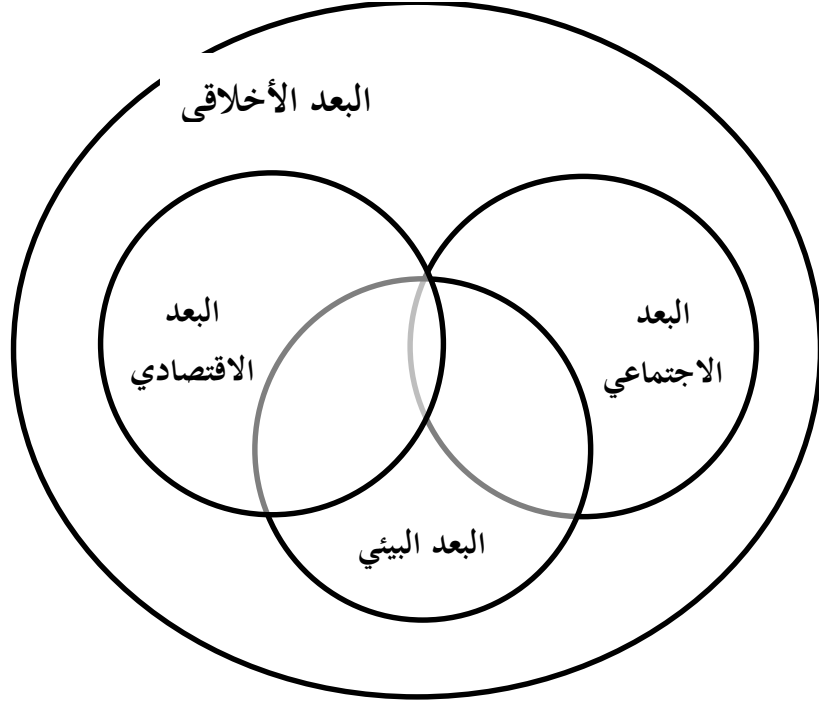 البعد الأخلاقى
البعد
الاجتماعي
البعد
الاقتصادي
البعد البيئي